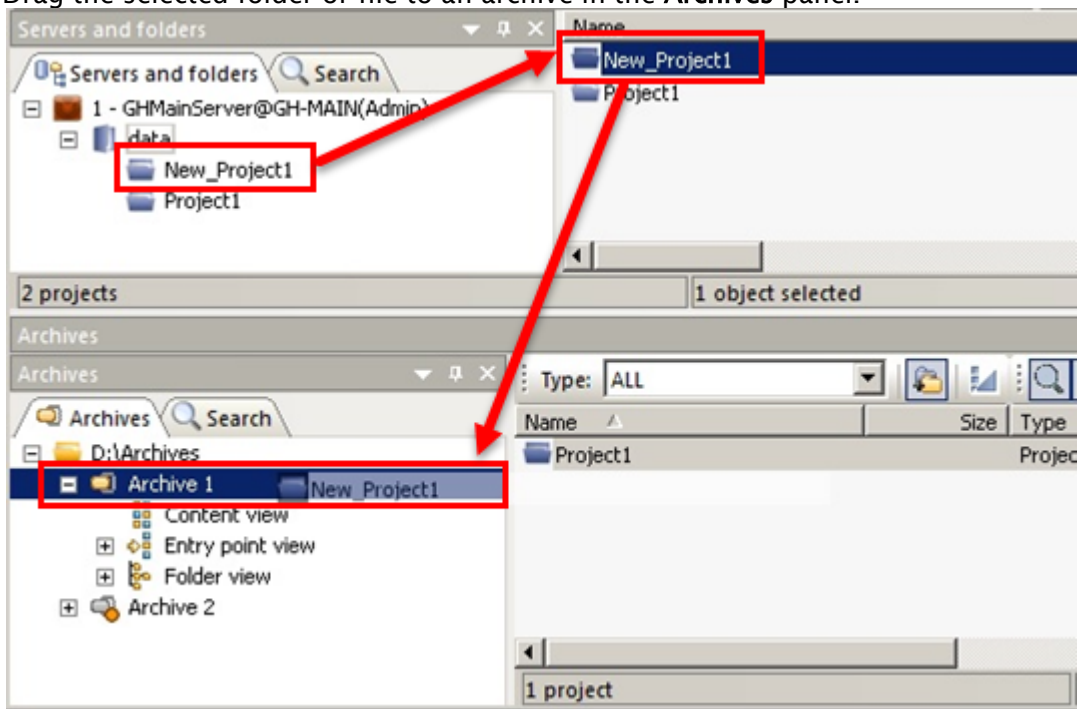 Drag the selected folder or file to an archive in the Archives panel.
Servers and folders
Name
Servers and folders Search
New_Project1
Project1
1 - GHMainServer@GH-MAIN(Admin)
data
New_Project1
Project1
2 projects
1 object selected
Archives
Archives
Type: ALL
Archives Search
Name Size Type
D:\Archives
Project1 Projec
Archive 1 New_Project1
Content view
Entry point view
Folder view
Archive 2
1 project